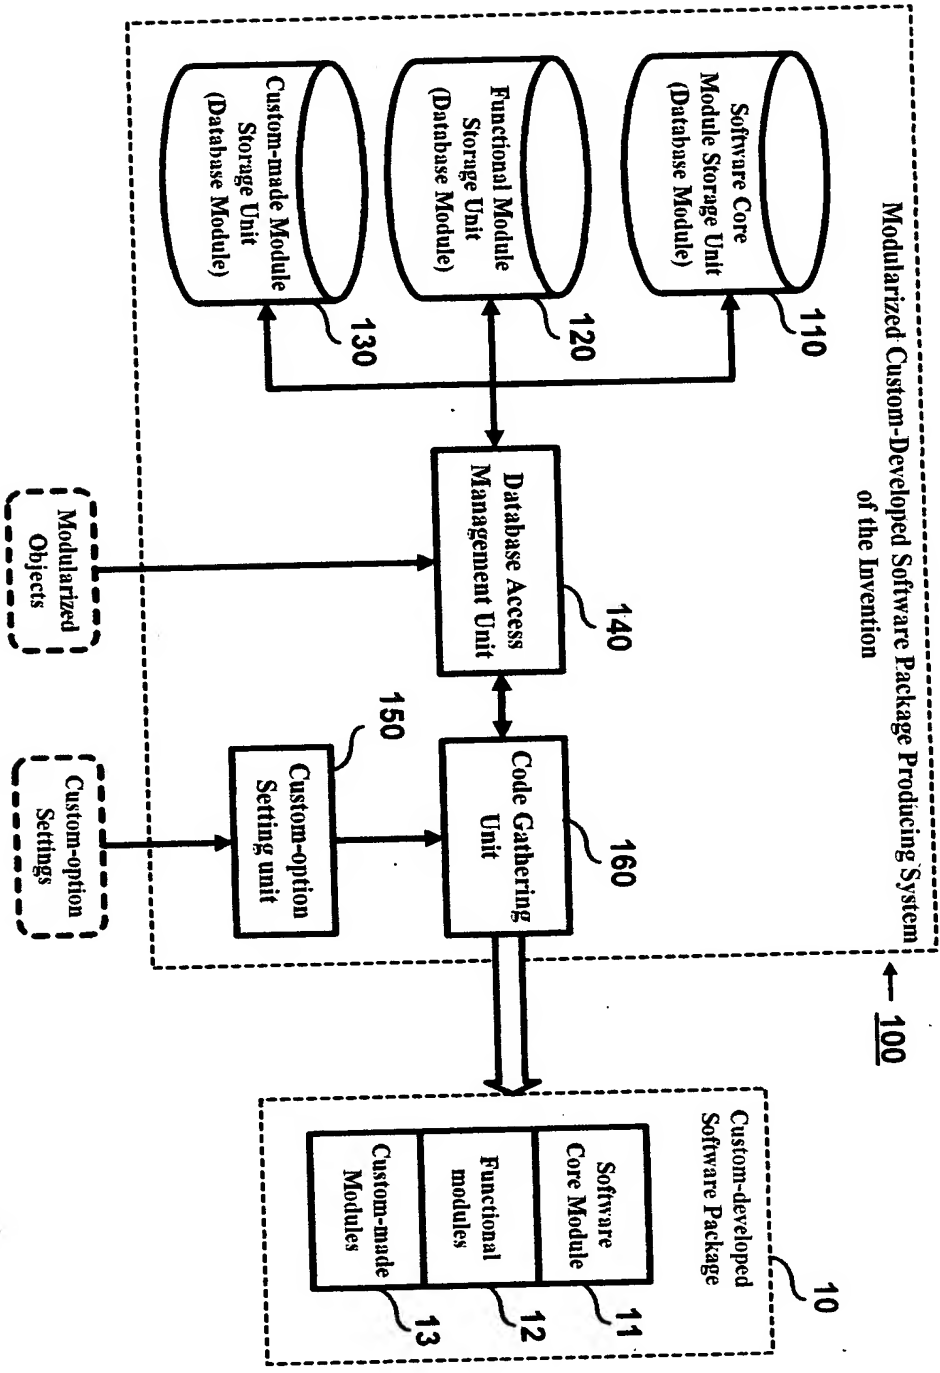 Modularized Custom-Developed Software Package Producing System
of the Invention
100
Software Core
Module Storage Unit
(Database Module)
110
Functional Module
Storage Unit
(Database Module)
120
Custom-made Module
Storage Unit
(Database Module)
130
Database Access
Management Unit
140
Code Gathering
Unit
160
150
Custom-option
Setting unit
Modularized
Objects
Custom-option
Settings
Custom-developed
Software Package
10
Software
Core Module
11
Functional
modules
12
Custom-made
Modules
13